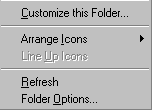 Customize this Folder...
Arrange Icons
Line Up Icons
Refresh
Folder Options...